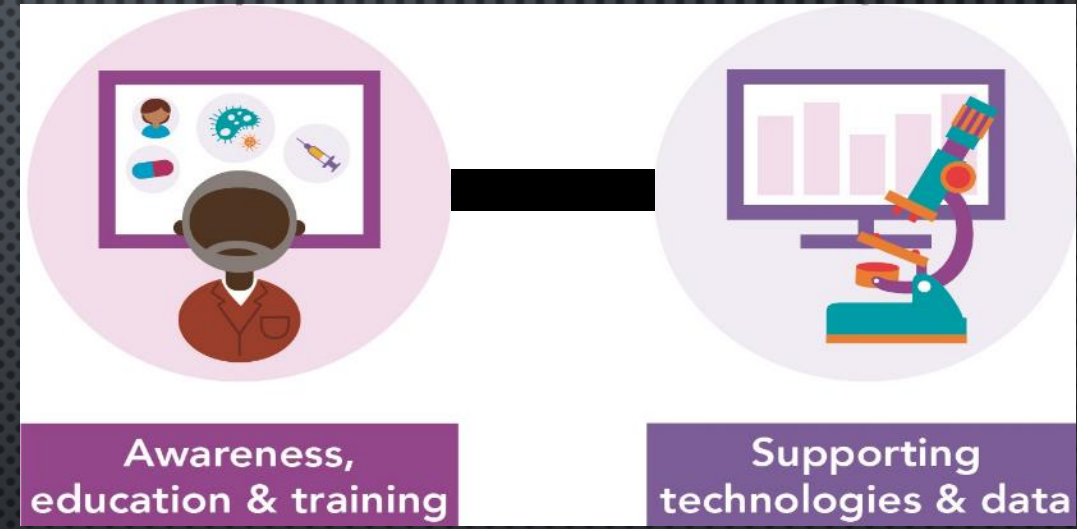 Awareness,
education & training
Supporting
technologies & data